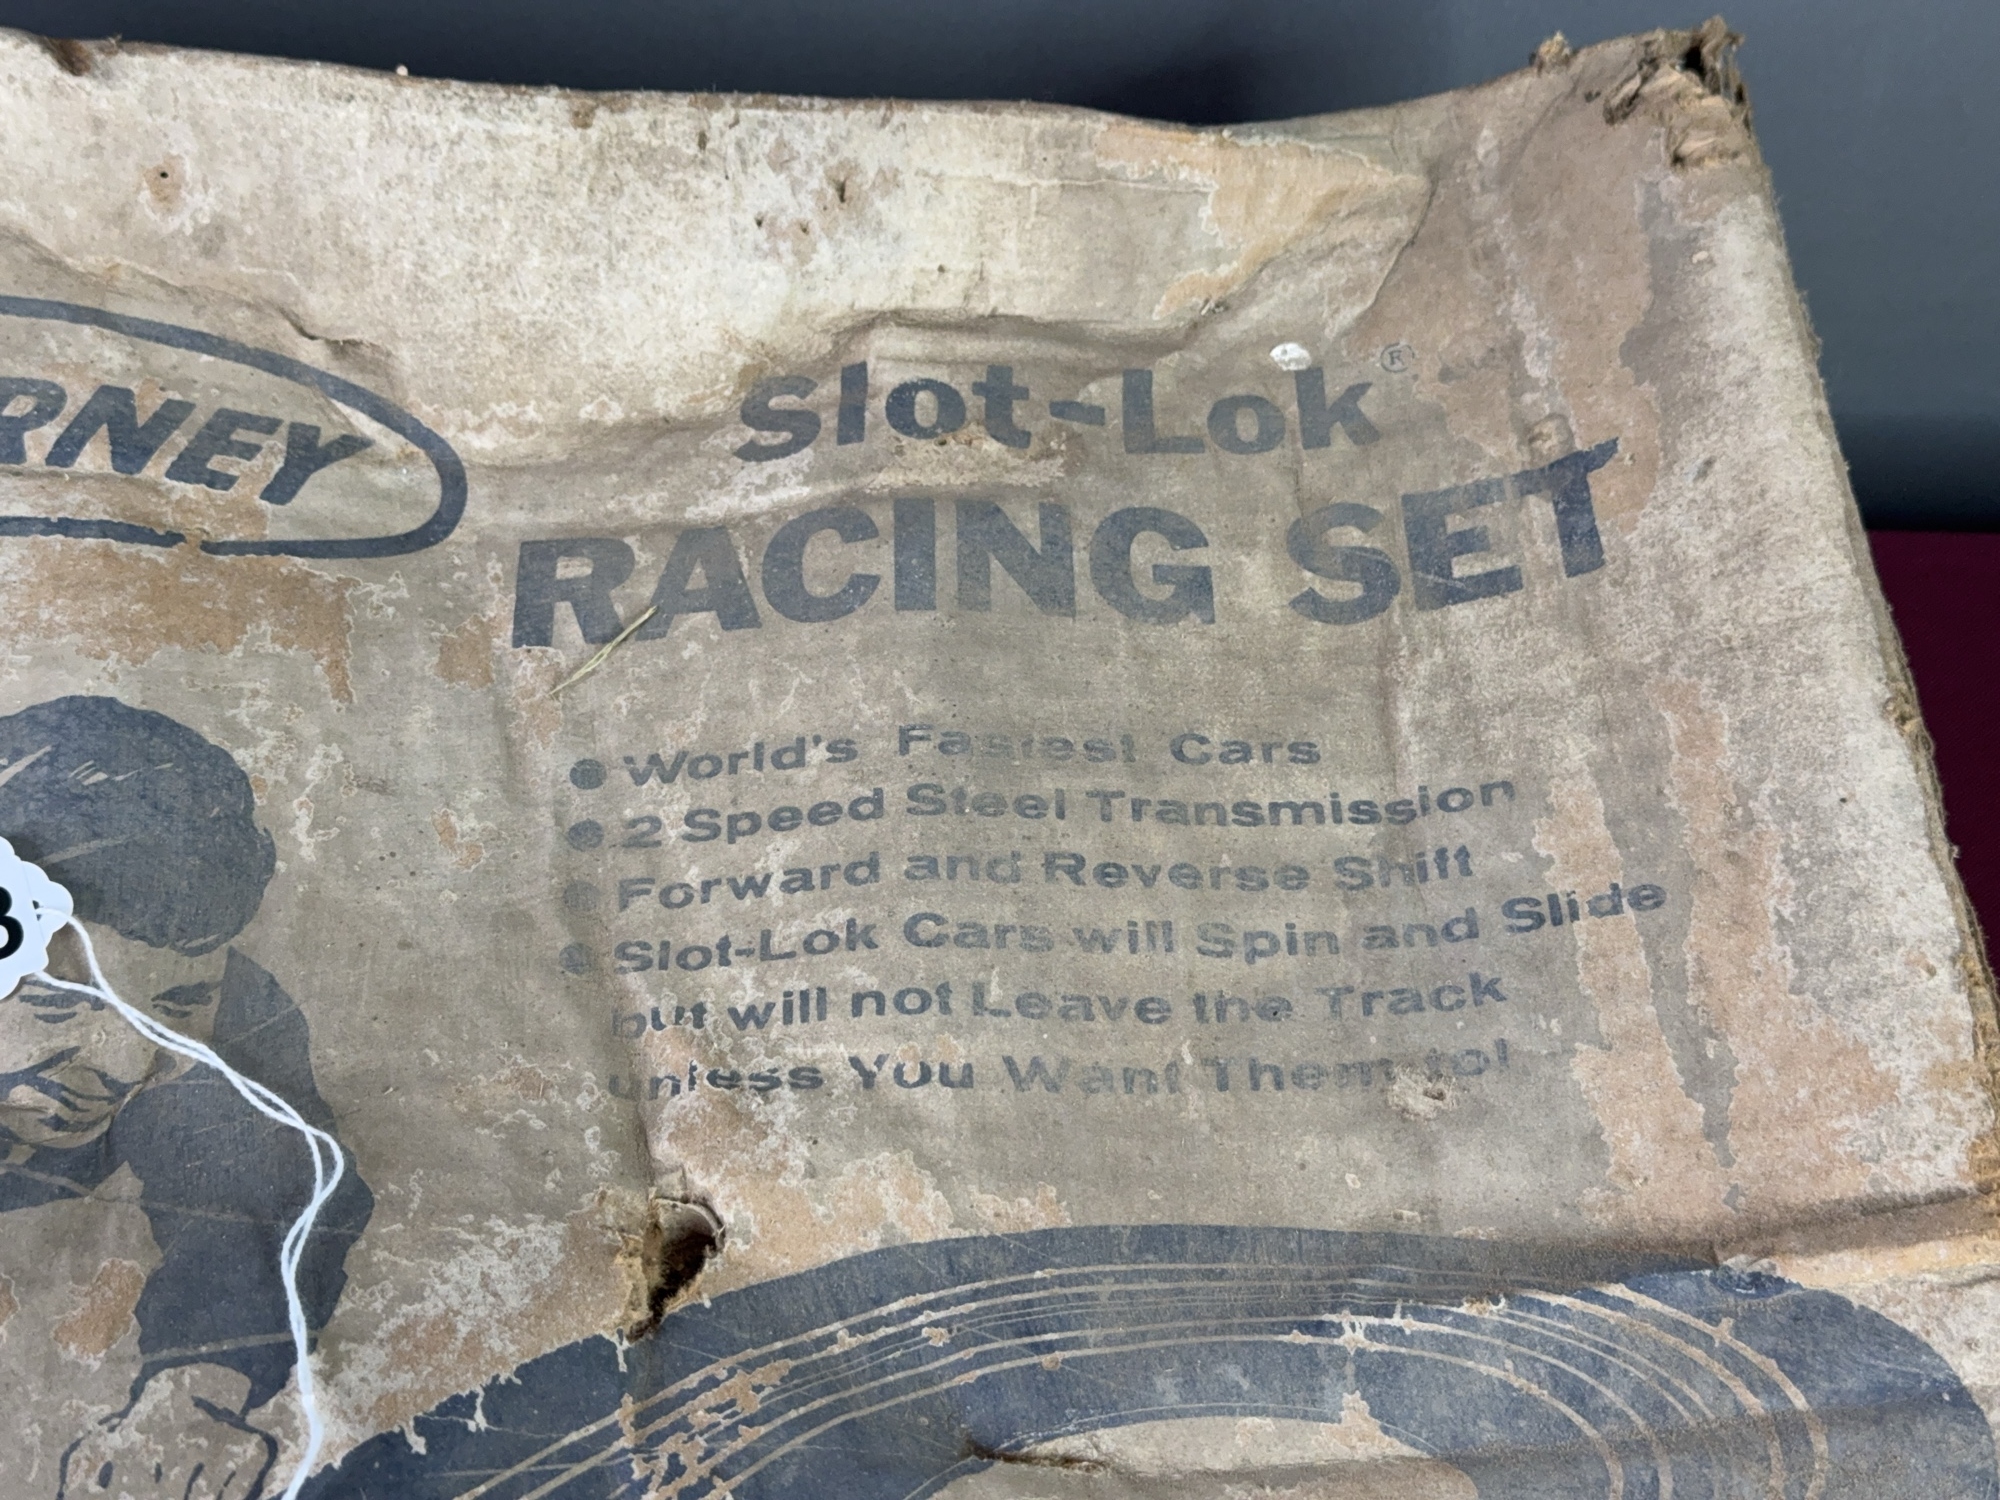 RNEY
Slot-Lok®
RACING SET
● World's Fastest Cars
● 2 Speed Steel Transmission
● Forward and Reverse Shift
● Slot-Lok Cars will Spin and Slide
but will not Leave the Track
unless You Want Them to!